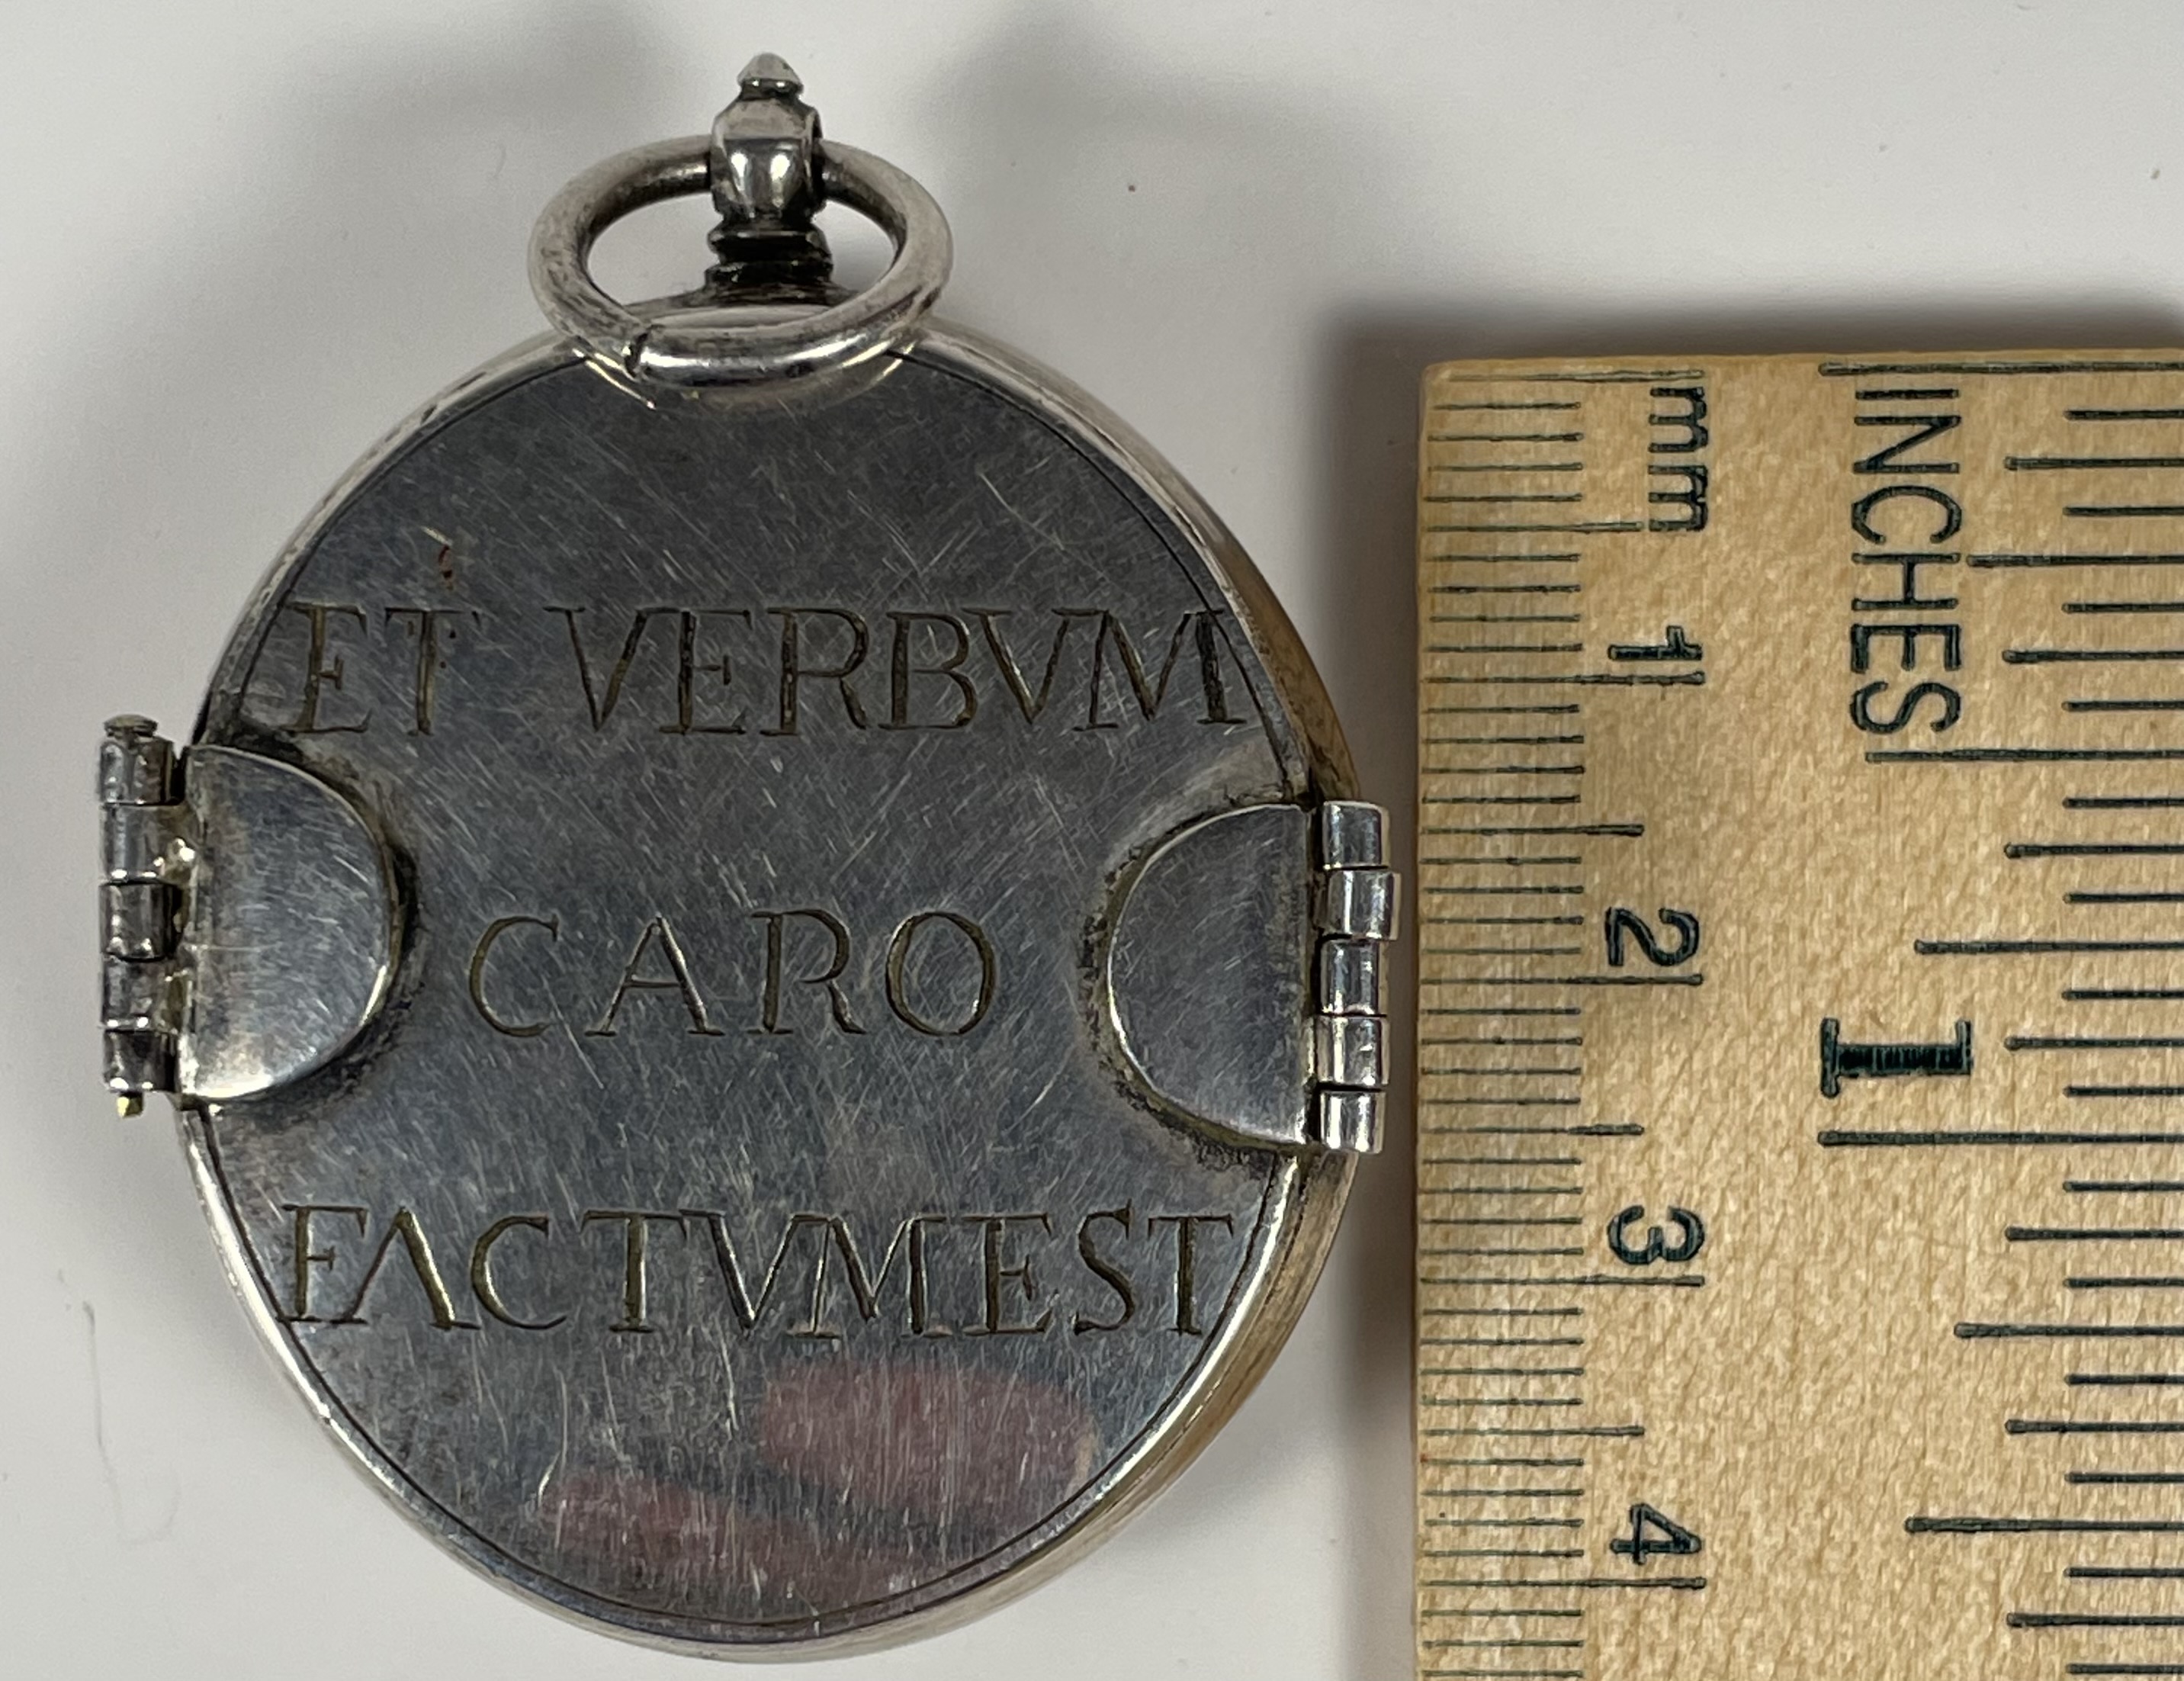 ET VERBVM
CARO
FACTVMEST
mm
1
2
3
4
INCHES
1